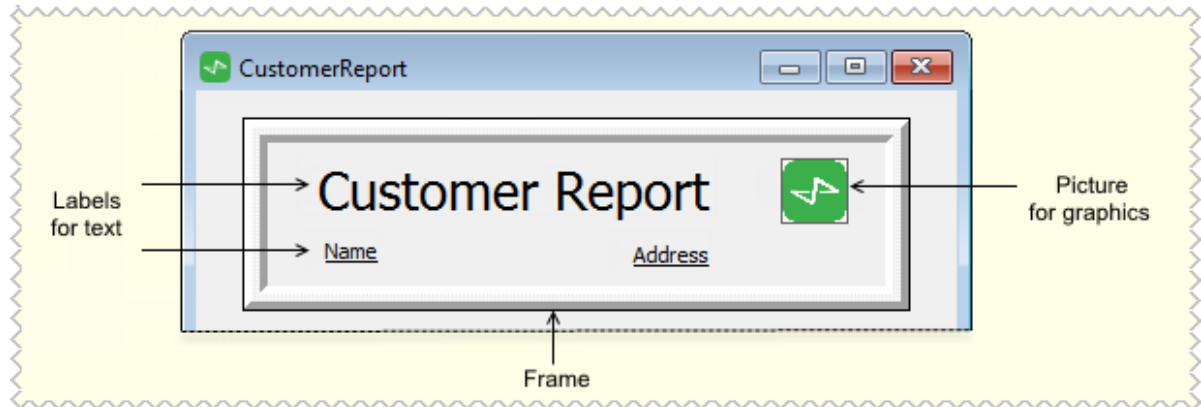 CustomerReport
Customer Report
Labels
for text
Picture
for graphics
Name Address
Frame